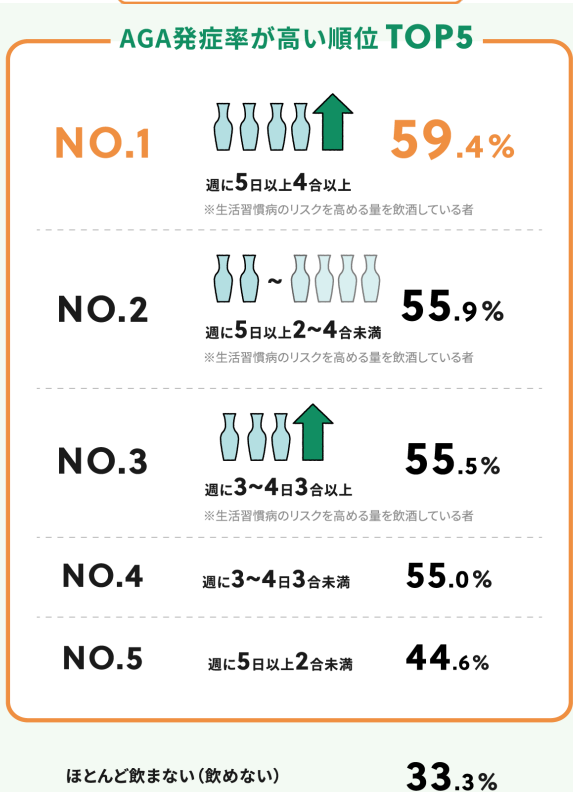 AGA発症率が高い順位 TOP5
NO.1
59.4%
週に5日以上4合以上
※生活習慣病のリスクを高める量を飲酒している者
~
NO.2
55.9%
週に5日以上2~4合未満
※生活習慣病のリスクを高める量を飲酒している者
NO.3
55.5%
週に3~4日3合以上
※生活習慣病のリスクを高める量を飲酒している者
NO.4 週に3~4日3合未満 55.0%
NO.5 週に5日以上2合未満 44.6%
ほとんど飲まない(飲めない) 33.3%